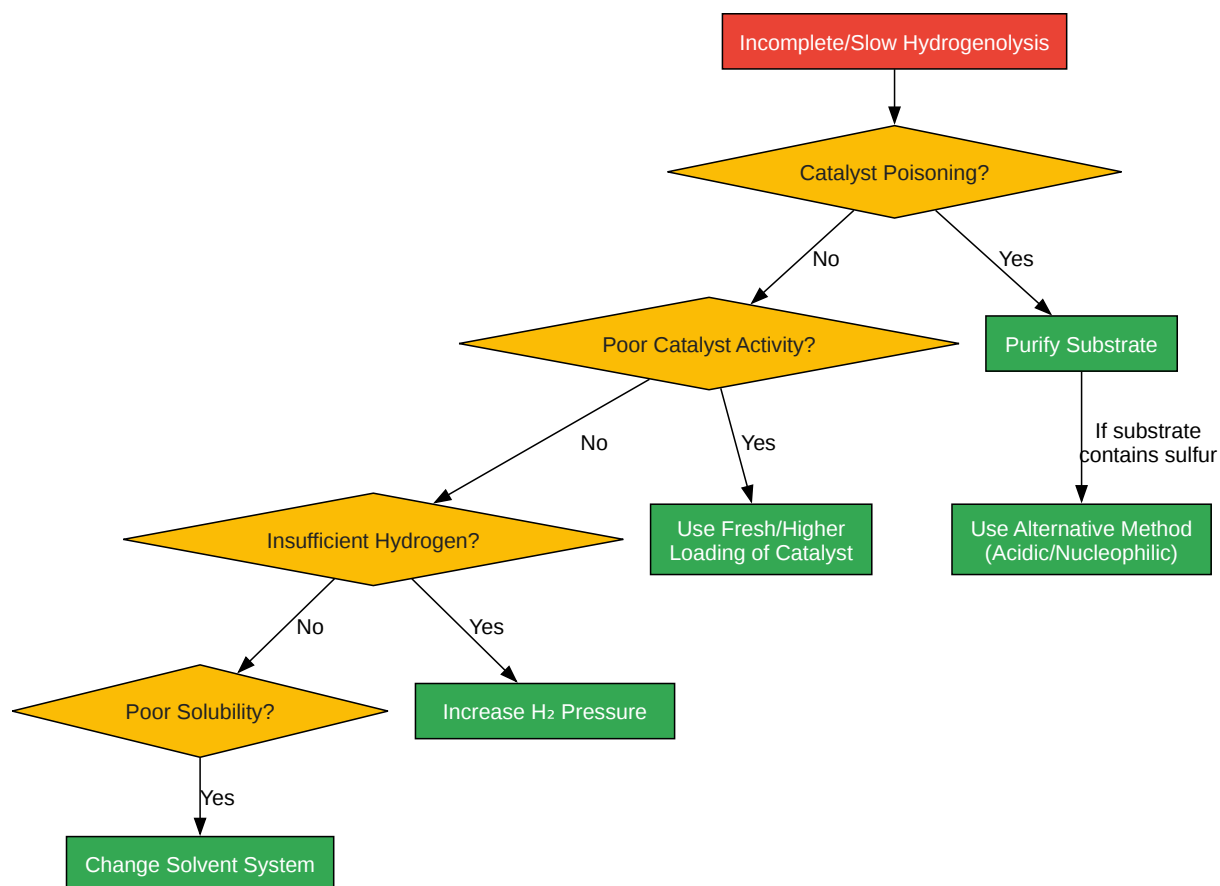 Incomplete/Slow Hydrogenolysis
Catalyst Poisoning?
No
Yes
Poor Catalyst Activity?
Purify Substrate
No
Yes
If substrate
contains sulfur
Insufficient Hydrogen?
Use Fresh/Higher
Loading of Catalyst
Use Alternative Method
(Acidic/Nucleophilic)
No
Yes
Poor Solubility?
Increase H₂ Pressure
Yes
Change Solvent System